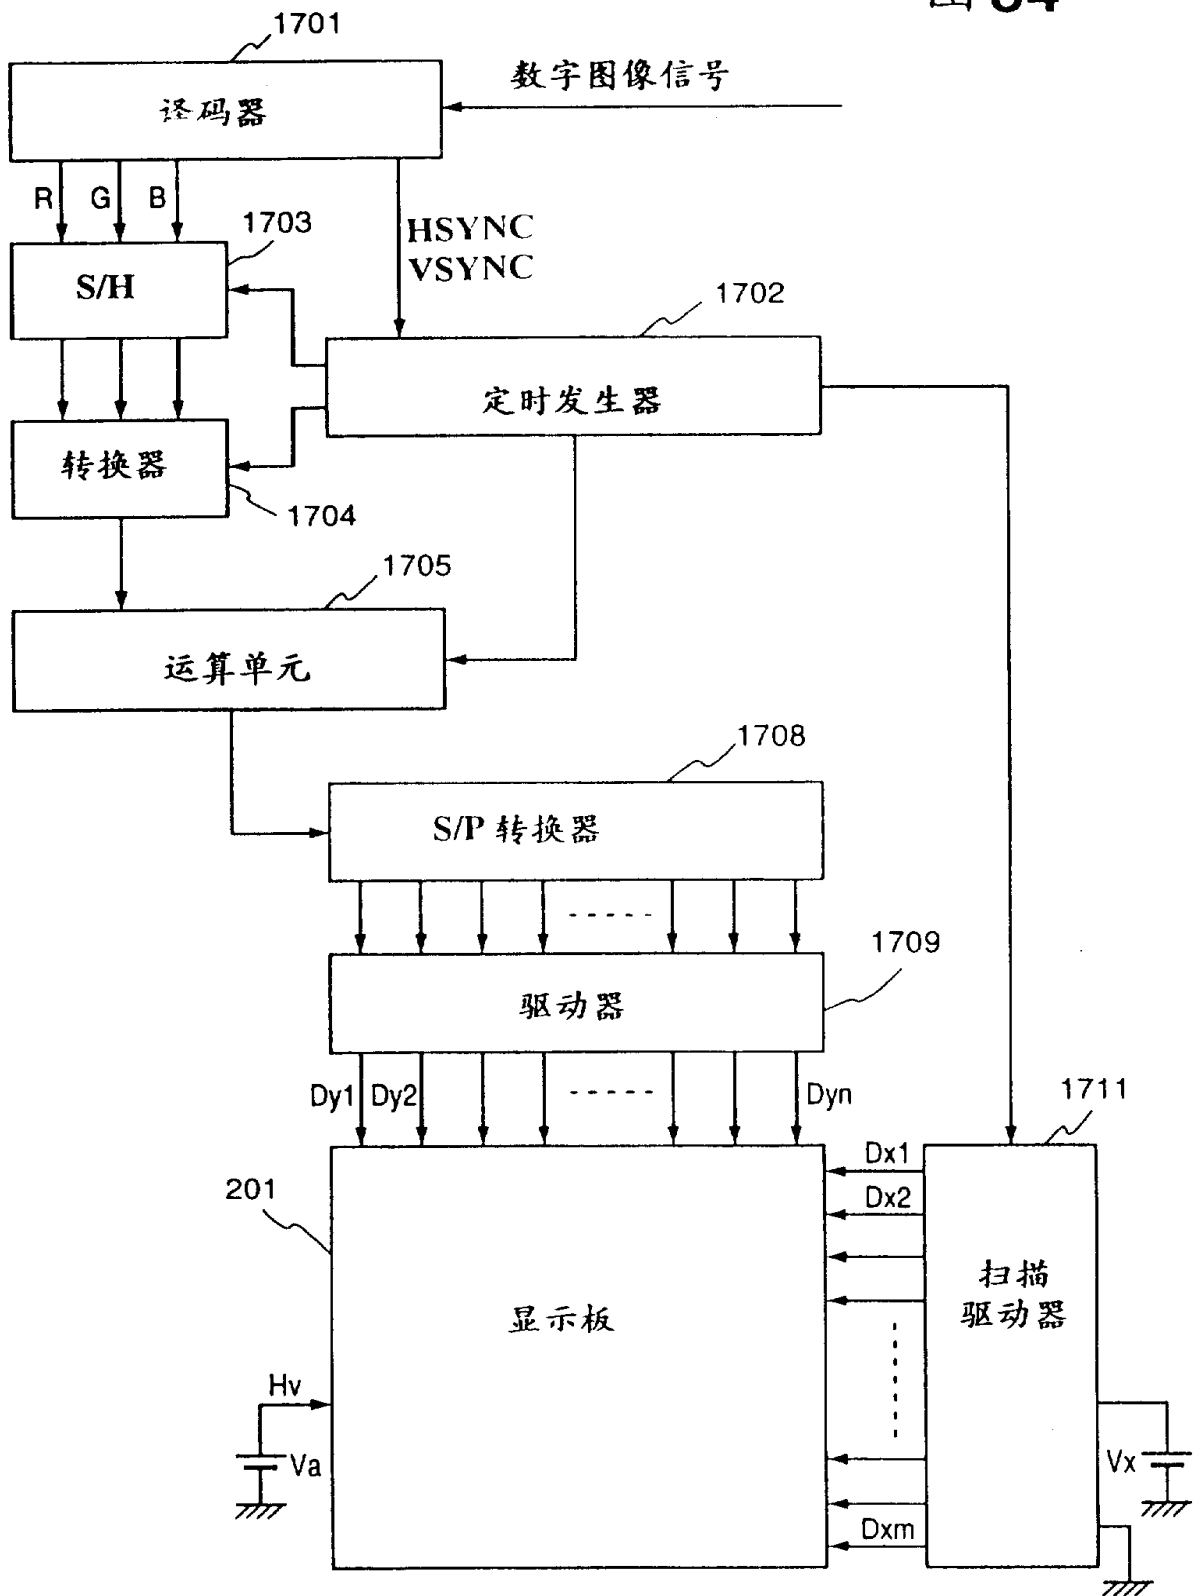 1701
数字图像信号
译码器
R G B
HSYNC
VSYNC
1703
S/H
1702
定时发生器
转换器
1704
1705
运算单元
1708
S/P 转换器
1709
驱动器
Dy1 Dy2 Dyn
1711
201
Dx1
Dx2
显示板
扫描
驱动器
Hv
Va
Vx
Dxm